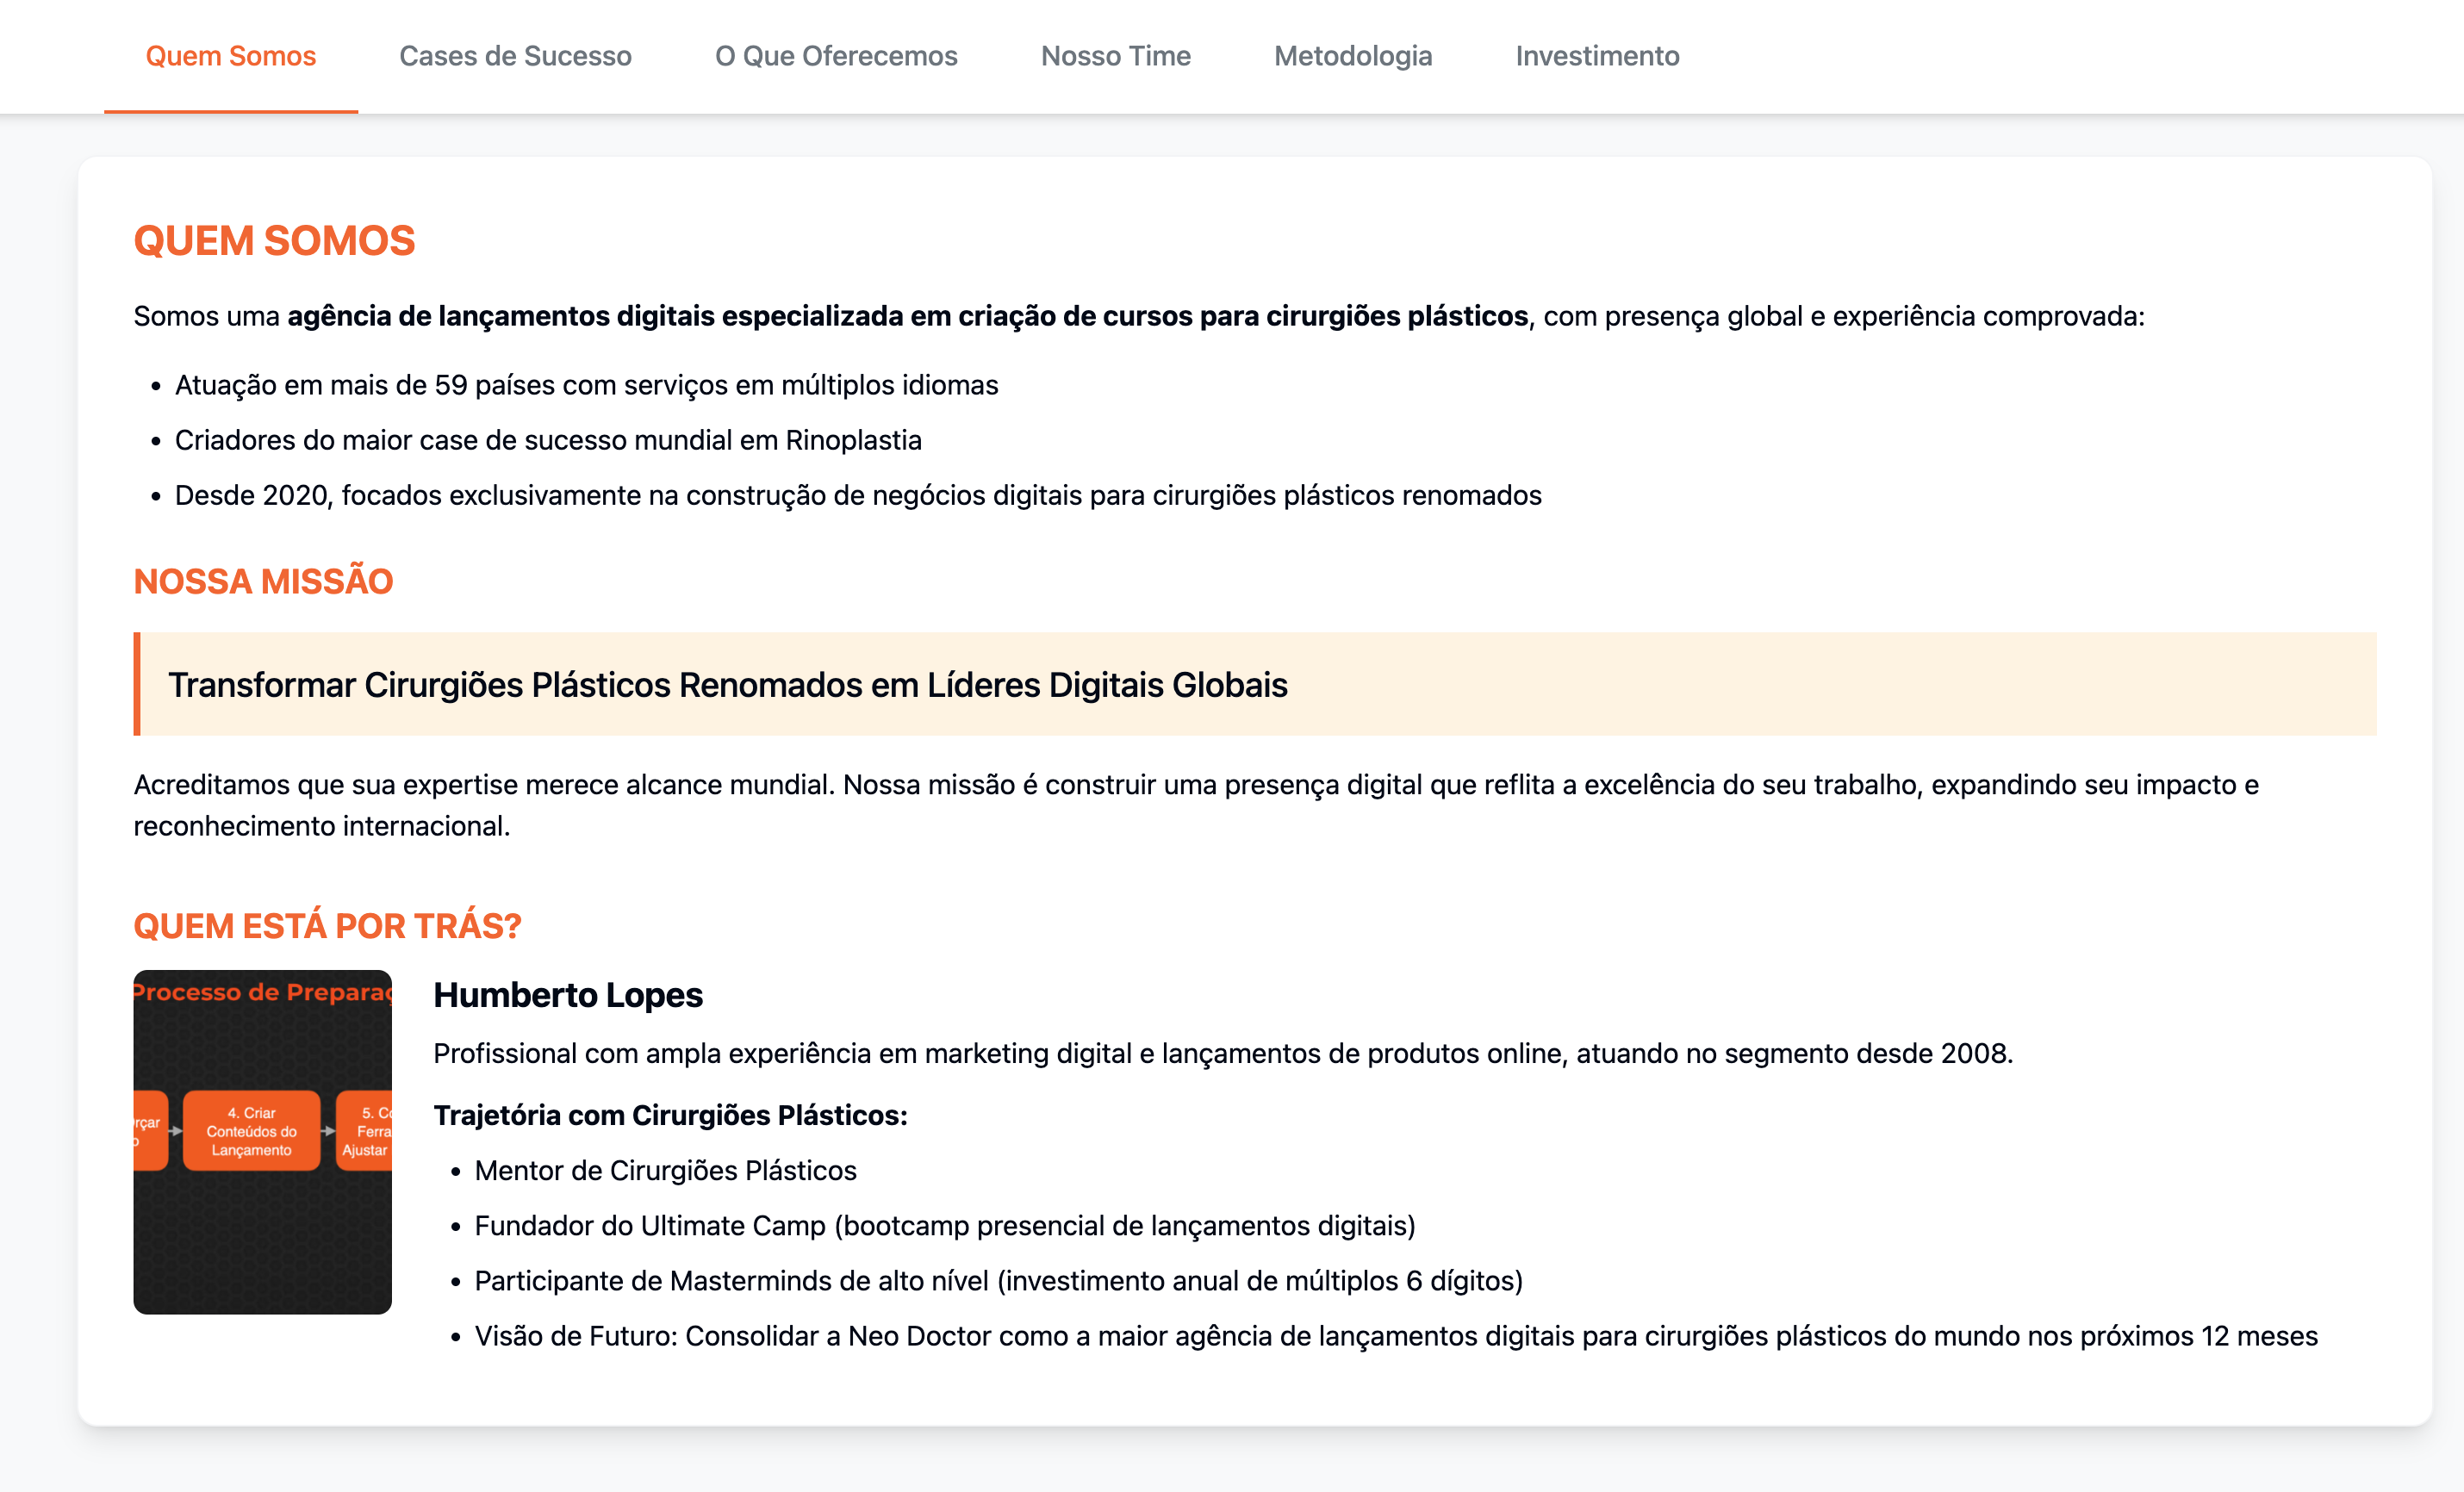 Quem Somos
Cases de Sucesso
O Que Oferecemos
Nosso Time
Metodologia
Investimento
QUEM SOMOS
Somos uma agência de lançamentos digitais especializada em criação de cursos para cirurgiões plásticos, com presença global e experiência comprovada:
• Atuação em mais de 59 países com serviços em múltiplos idiomas
• Criadores do maior case de sucesso mundial em Rinoplastia
• Desde 2020, focados exclusivamente na construção de negócios digitais para cirurgiões plásticos renomados
NOSSA MISSÃO
Transformar Cirurgiões Plásticos Renomados em Líderes Digitais Globais
Acreditamos que sua expertise merece alcance mundial. Nossa missão é construir uma presença digital que reflita a excelência do seu trabalho, expandindo seu impacto e
reconhecimento internacional.
QUEM ESTÁ POR TRÁS?
Processo de Prepara
4. Criar
Conteúdos do
Lançamento
5.
Ajustar
Humberto Lopes
Profissional com ampla experiência em marketing digital e lançamentos de produtos online, atuando no segmento desde 2008.
Trajetória com Cirurgiões Plásticos:
• Mentor de Cirurgiões Plásticos
• Fundador do Ultimate Camp (bootcamp presencial de lançamentos digitais)
• Participante de Masterminds de alto nível (investimento anual de múltiplos 6 dígitos)
• Visão de Futuro: Consolidar a Neo Doctor como a maior agência de lançamentos digitais para cirurgiões plásticos do mundo nos próximos 12 meses